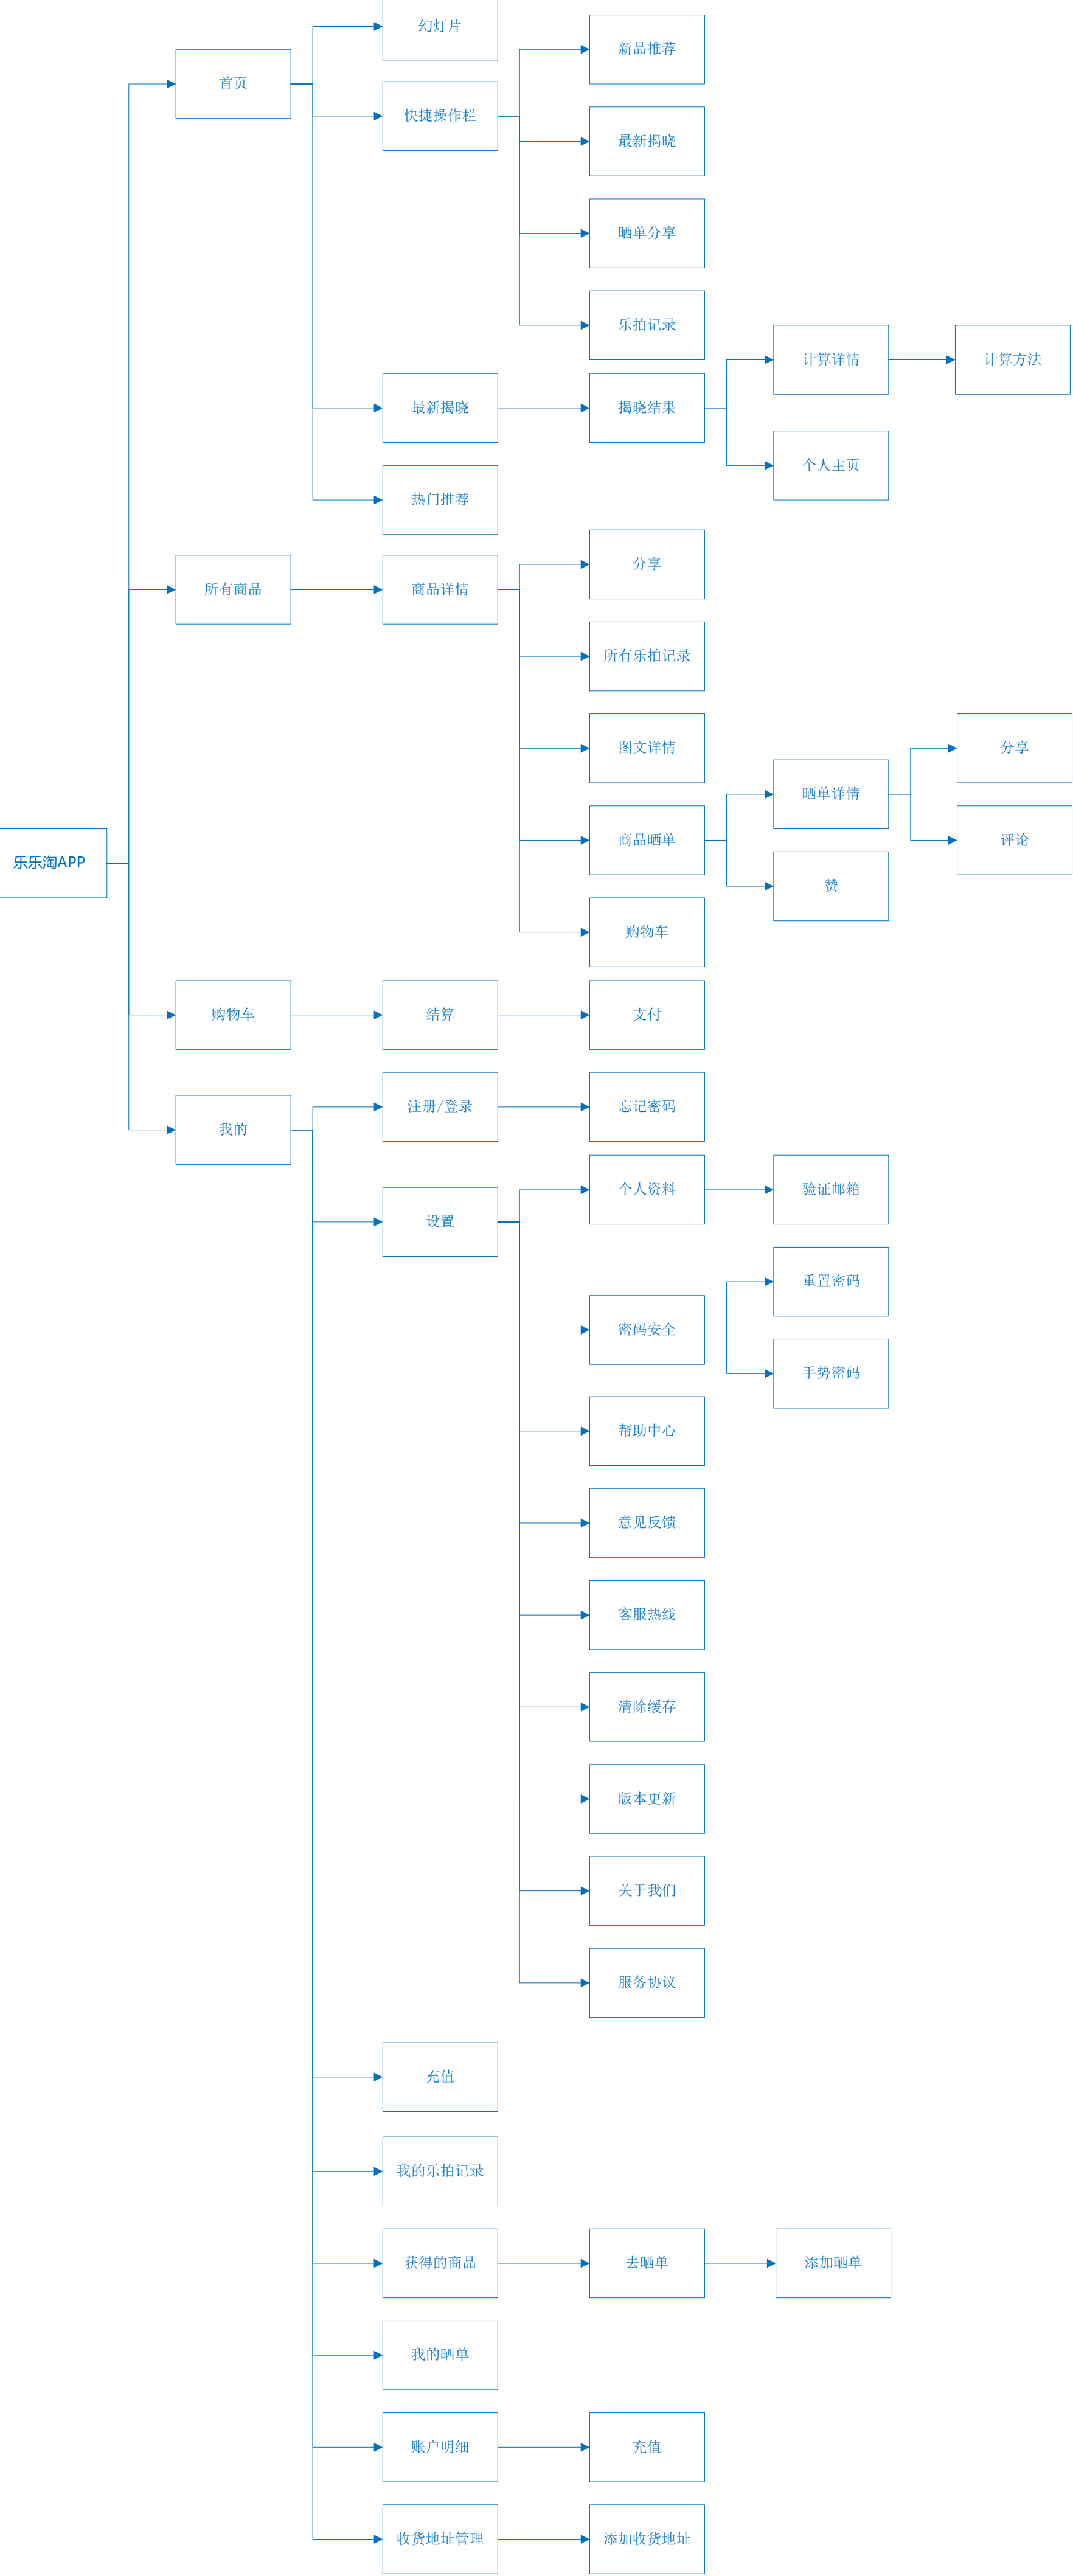 幻灯片
新品推荐
首页
快捷操作栏
最新揭晓
晒单分享
乐拍记录
计算详情
计算方法
最新揭晓
揭晓结果
个人主页
热门推荐
分享
所有商品
商品详情
所有乐拍记录
图文详情
分享
晒单详情
商品晒单
评论
乐乐淘APP
赞
购物车
购物车
结算
支付
注册/登录
忘记密码
我的
个人资料
验证邮箱
设置
重置密码
密码安全
手势密码
帮助中心
意见反馈
客服热线
清除缓存
版本更新
关于我们
服务协议
充值
我的乐拍记录
获得的商品
去晒单
添加晒单
我的晒单
账户明细
充值
收货地址管理
添加收货地址